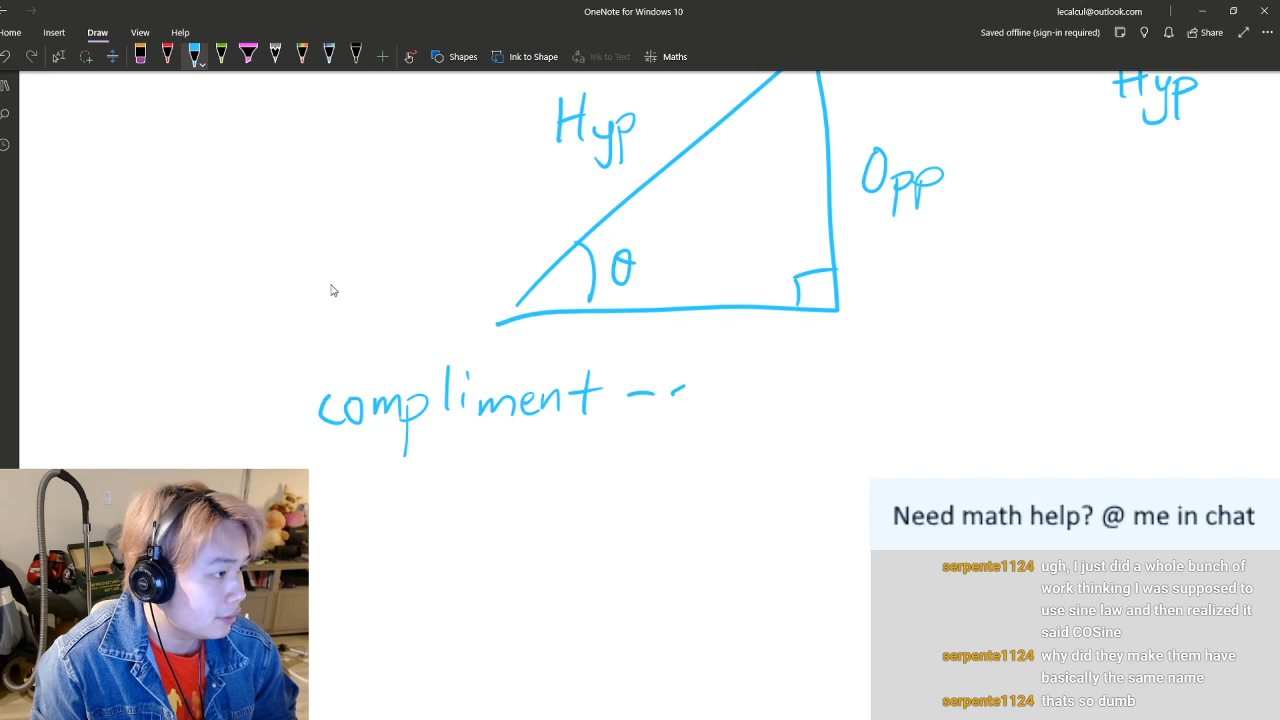 OneNote for Windows 10
lecalcul@outlook.com
Home Insert Draw View Help
Saved offline (sign-in required)
Share
Shapes
Ink to Shape
Ink to Text
Maths
Hyp
Hyp
Opp
θ
compliment --
Need math help? @ me in chat
serpente1124 ugh, I just did a whole bunch of
work thinking I was supposed to
use sine law and then realized it
said COSine
serpente1124 why did they make them have
basically the same name
serpente1124 thats so dumb